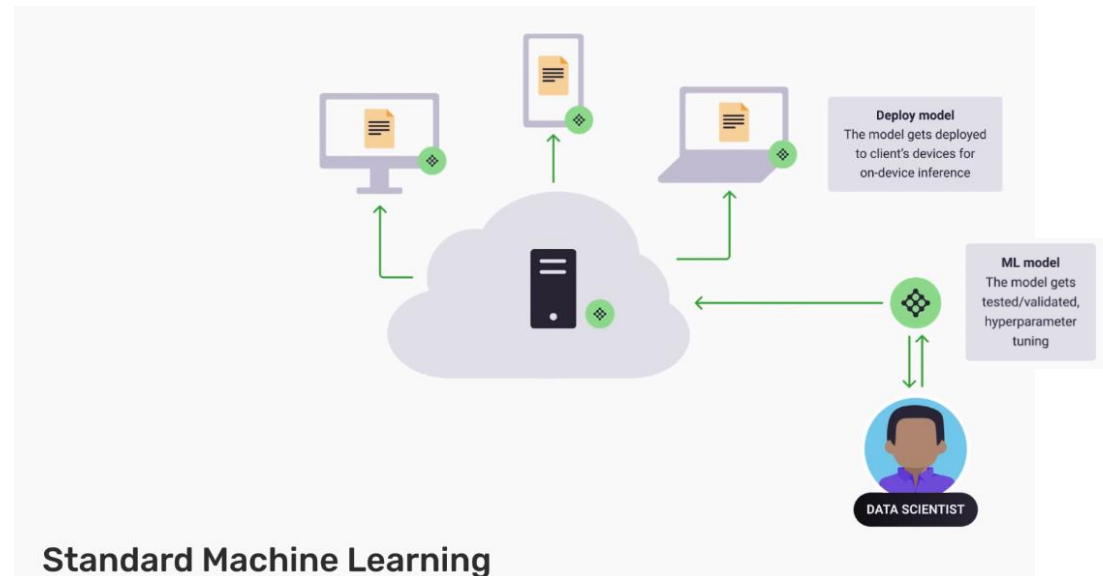 Deploy model
The model gets deployed
to client's devices for
on-device inference
ML model
The model gets
tested/validated,
hyperparameter
tuning
DATA SCIENTIST
Standard Machine Learning